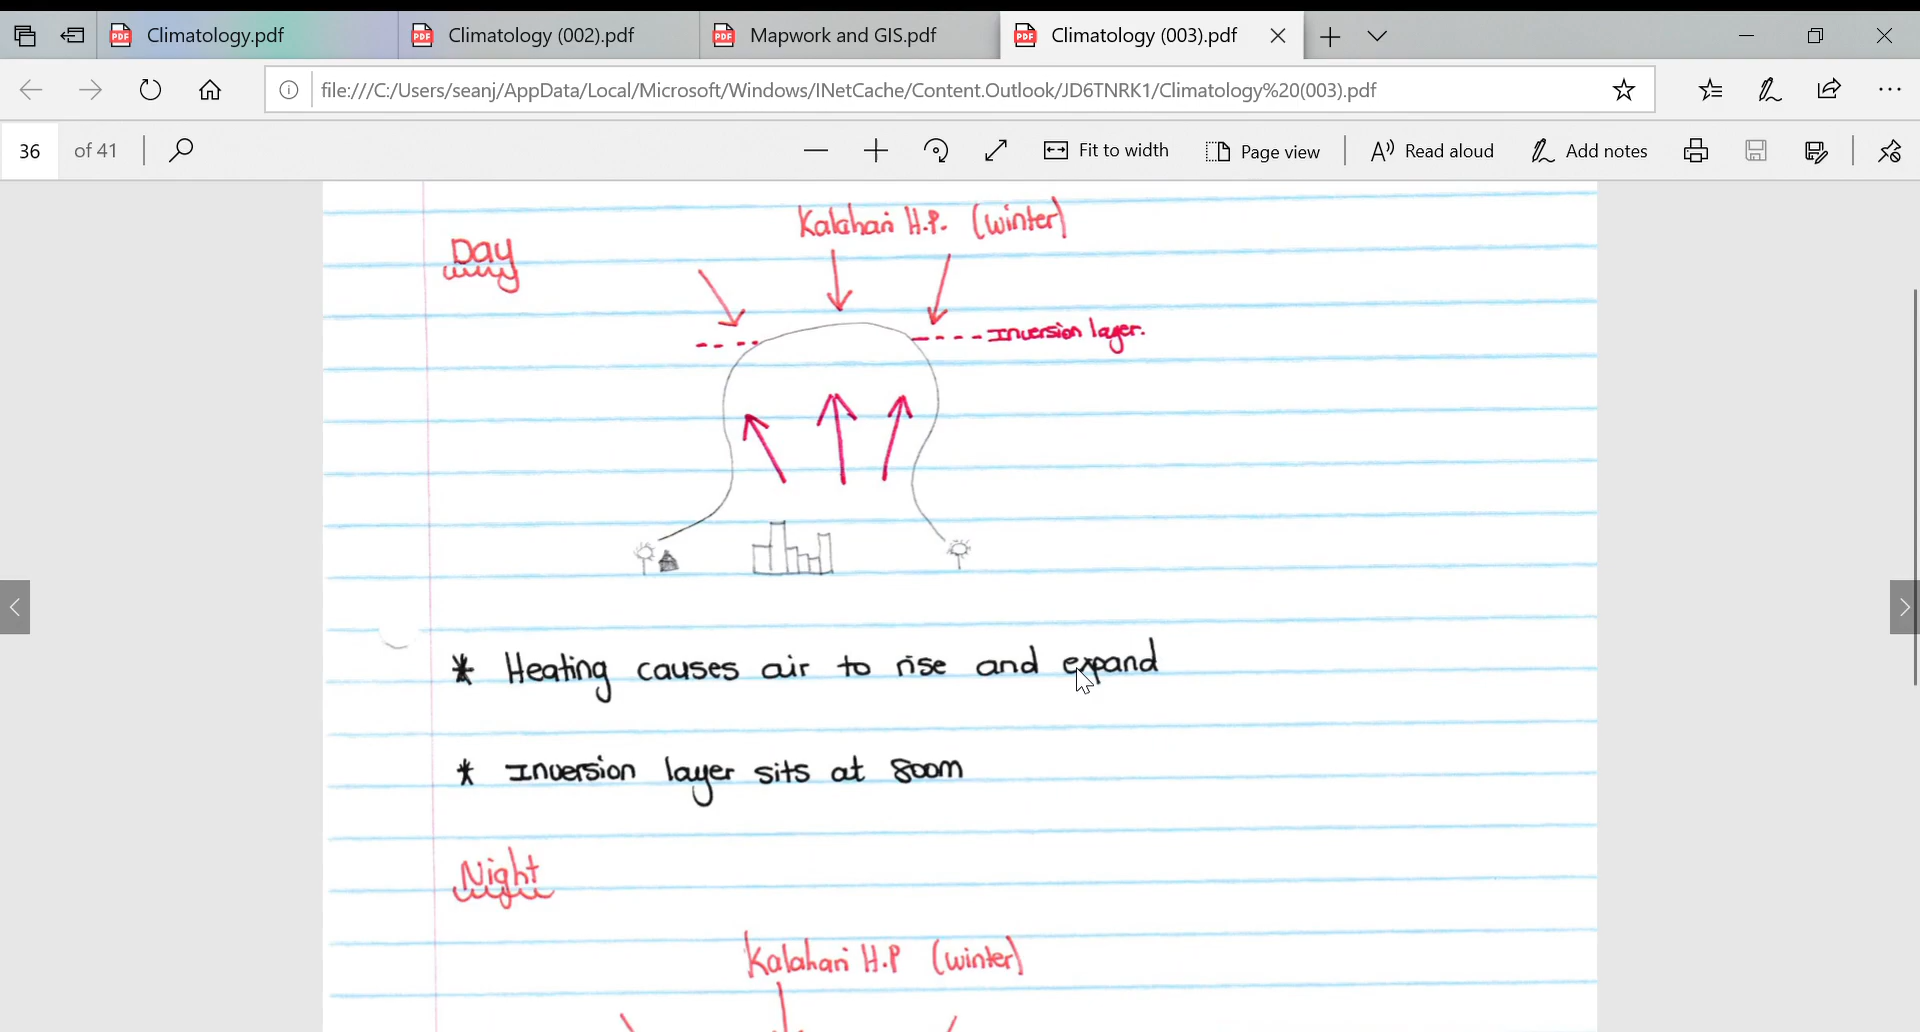 Climatology.pdf
Climatology (002).pdf
Mapwork and GIS.pdf
Climatology (003).pdf
file:///C:/Users/seanj/AppData/Local/Microsoft/Windows/INetCache/Content.Outlook/JD6TNRK1/Climatology%20(003).pdf
36 of 41
Fit to width
Page view
Read aloud
Add notes
Kalahari H.P. (winter)
Day
Inversion layer.
* Heating causes air to rise and expand
* Inversion layer sits at 800m
Night
Kalahari H.P (winter)